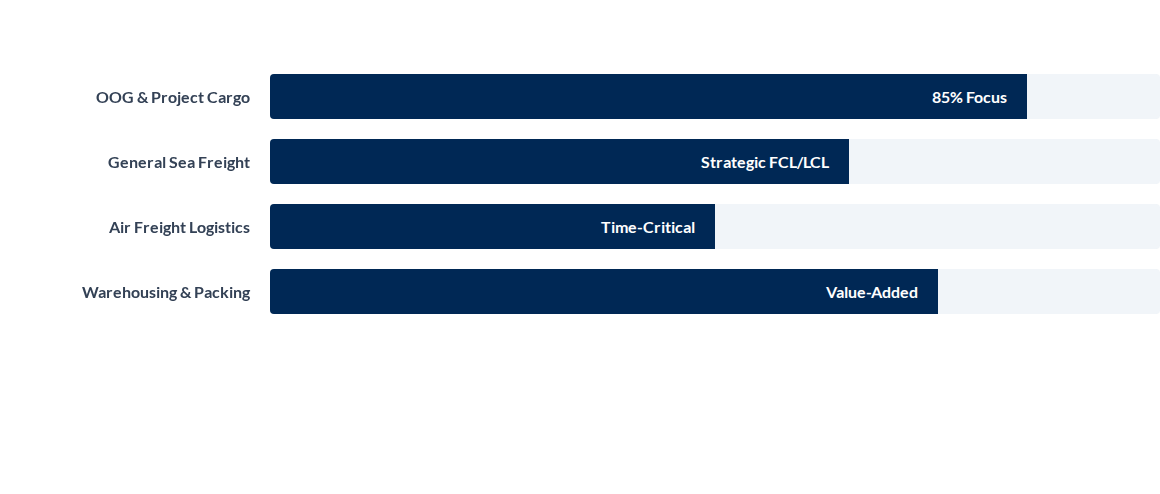 OOG & Project Cargo
85% Focus
General Sea Freight
Strategic FCL/LCL
Air Freight Logistics
Time-Critical
Warehousing & Packing
Value-Added